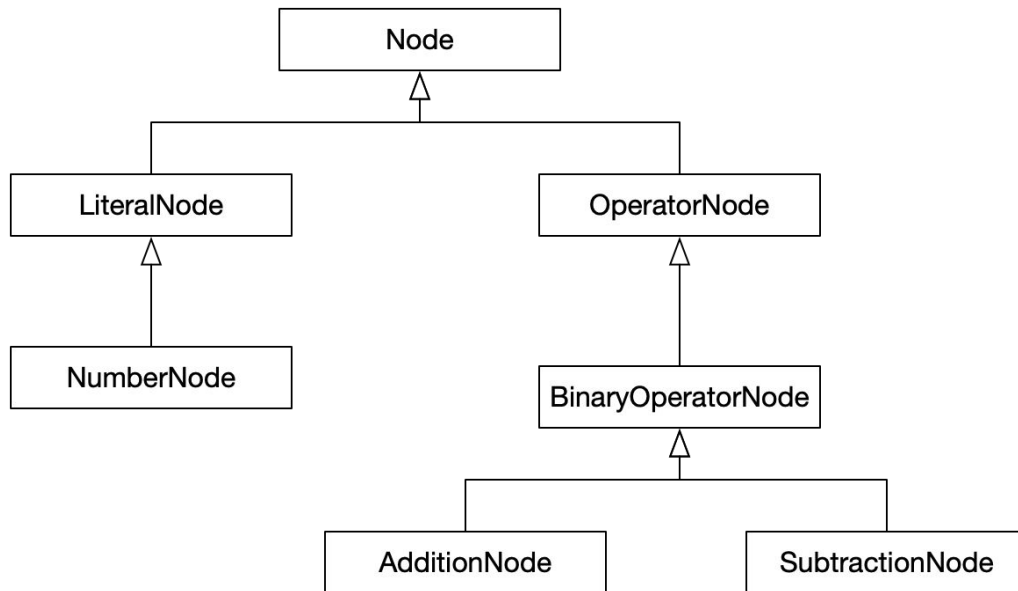 Node
LiteralNode
OperatorNode
NumberNode
BinaryOperatorNode
AdditionNode
SubtractionNode